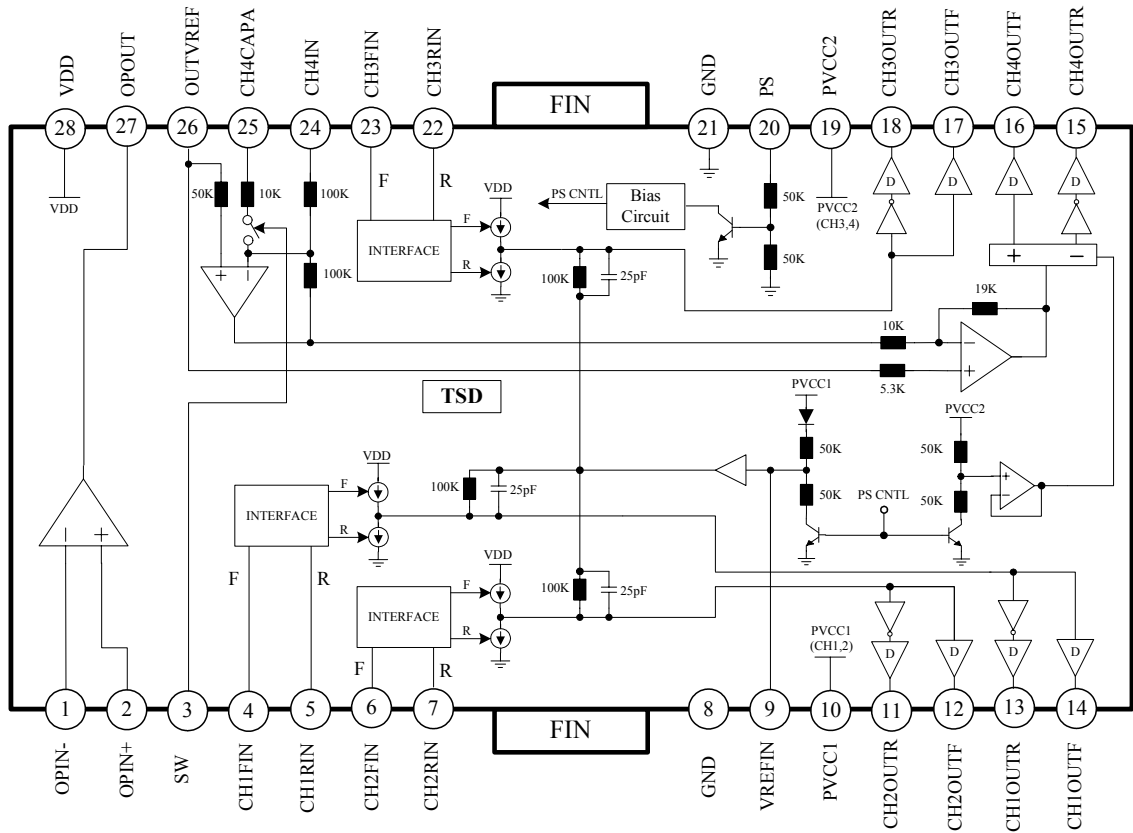 VDD
OPOUT
OUTVREF
CH4CAPA
CH4IN
CH3FIN
CH3RIN
GND
PS
PVCC2
CH3OUTR
CH3OUTF
CH4OUTF
CH4OUTR
FIN
28
27
26
25
24
23
22
21
20
19
18
17
16
15
VDD
50K
10K
100K
F
R
VDD
PS CNTL
Bias
Circuit
50K
PVCC2
(CH3,4)
D
D
D
D
+
−
100K
INTERFACE
F
R
100K
25pF
50K
+
−
19K
10K
−
+
5.3K
TSD
PVCC1
PVCC2
50K
50K
VDD
100K
25pF
50K
PS CNTL
50K
+
−
INTERFACE
F
R
−
+
F
R
VDD
100K
25pF
INTERFACE
F
R
F
R
PVCC1
(CH1,2)
D
D
D
D
1
2
3
4
5
6
7
8
9
10
11
12
13
14
FIN
OPIN-
OPIN+
SW
CH1FIN
CH1RIN
CH2FIN
CH2RIN
GND
VREFIN
PVCC1
CH2OUTR
CH2OUTF
CH1OUTR
CH1OUTF